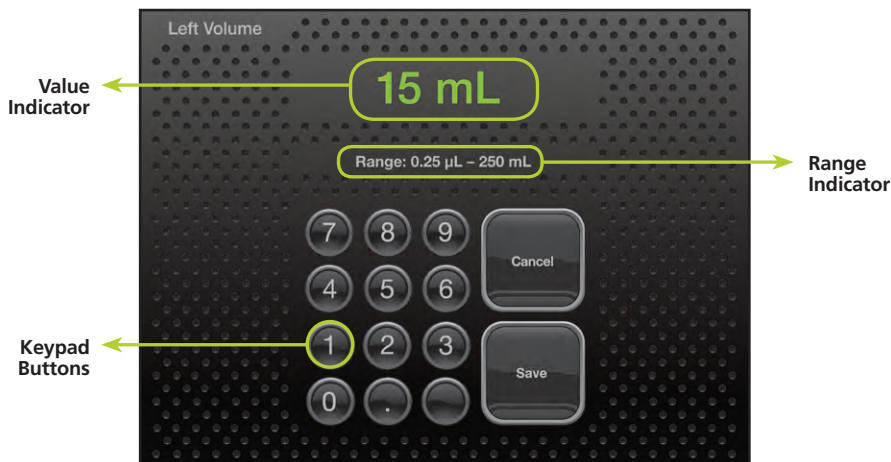 Left Volume
15 mL
Value
Indicator
Range: 0.25 µL – 250 mL
Range
Indicator
7 8 9
Cancel
4 5 6
Keypad
Buttons
1 2 3
Save
0 .